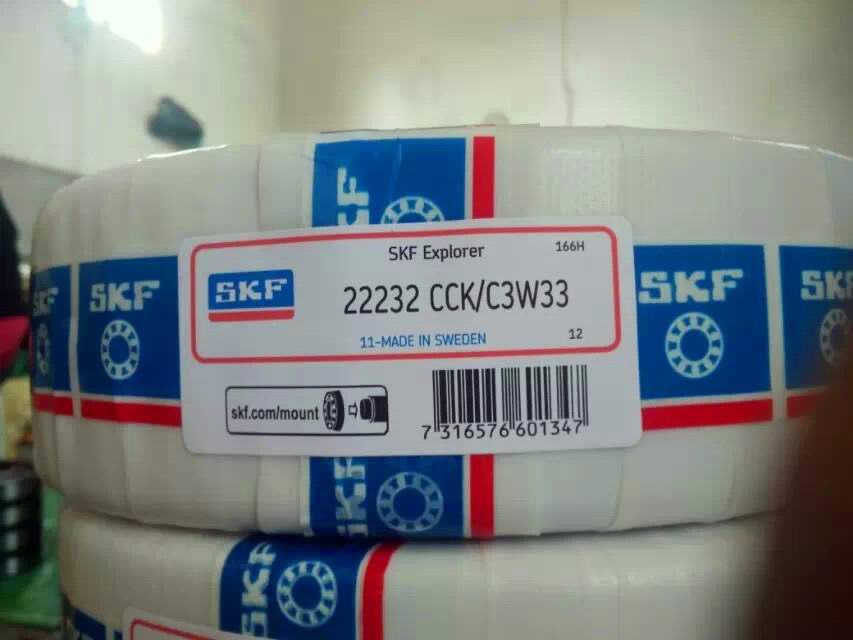 SKF
SKF
SKF
SKF Explorer
166H
SKF
22232 CCK/C3W33
11-MADE IN SWEDEN
12
skf.com/mount
7 316576 601347
SKF
SKF
SKF
SKF